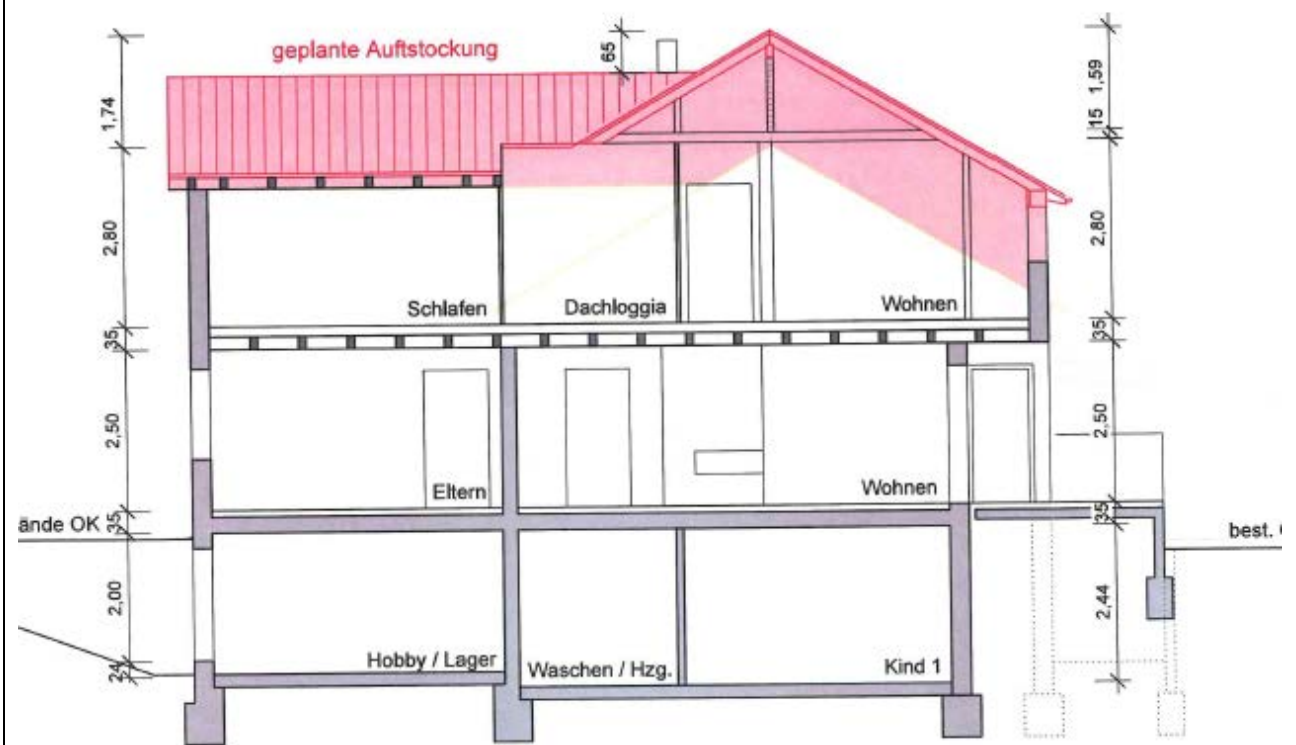 geplante Auftstockung
65
1,74
1,59
15
2,80
2,80
Schlafen
Dachloggia
Wohnen
35
35
2,50
2,50
Eltern
Wohnen
ände OK
35
35
best.
2,00
2,44
Hobby / Lager
Waschen / Hzg.
Kind 1
24